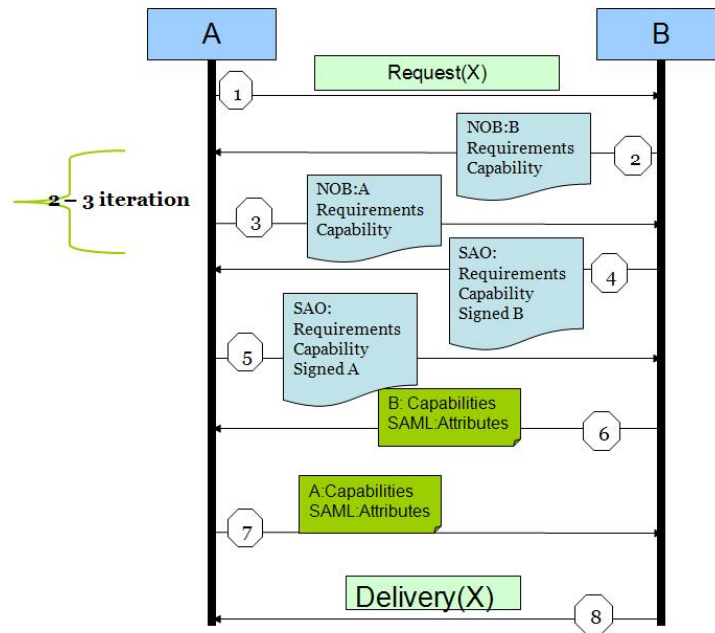 A
B
Request(X)
1
NOB:B
Requirements
Capability
2
2 – 3 iteration
NOB:A
Requirements
Capability
3
SAO:
Requirements
Capability
Signed B
4
SAO:
Requirements
Capability
Signed A
5
B: Capabilities
SAML:Attributes
6
A:Capabilities
SAML:Attributes
7
Delivery(X)
8